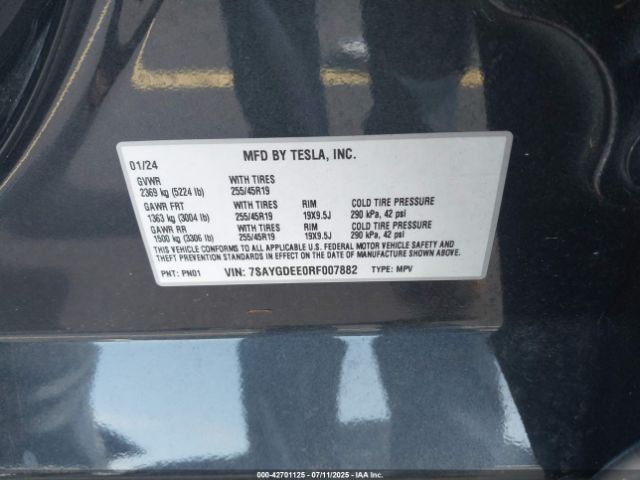 01/24 MFD BY TESLA, INC.
GVWR WITH TIRES
2369 kg (5224 lb) 255/45R19
GAWR FRT WITH TIRES RIM COLD TIRE PRESSURE
1363 kg (3004 lb) 255/45R19 19X9.5J 290 kPa, 42 psi
GAWR RR WITH TIRES RIM COLD TIRE PRESSURE
1500 kg (3306 lb) 255/45R19 19X9.5J 290 kPa, 42 psi
THIS VEHICLE CONFORMS TO ALL APPLICABLE U.S. FEDERAL MOTOR VEHICLE SAFETY AND
THEFT PREVENTION STANDARDS IN EFFECT ON THE DATE OF MANUFACTURE SHOWN ABOVE.
PNT: PN01 VIN: 7SAYGDEE0RF007882 TYPE: MPV
000-42701125 - 07/11/2025 - IAA Inc.